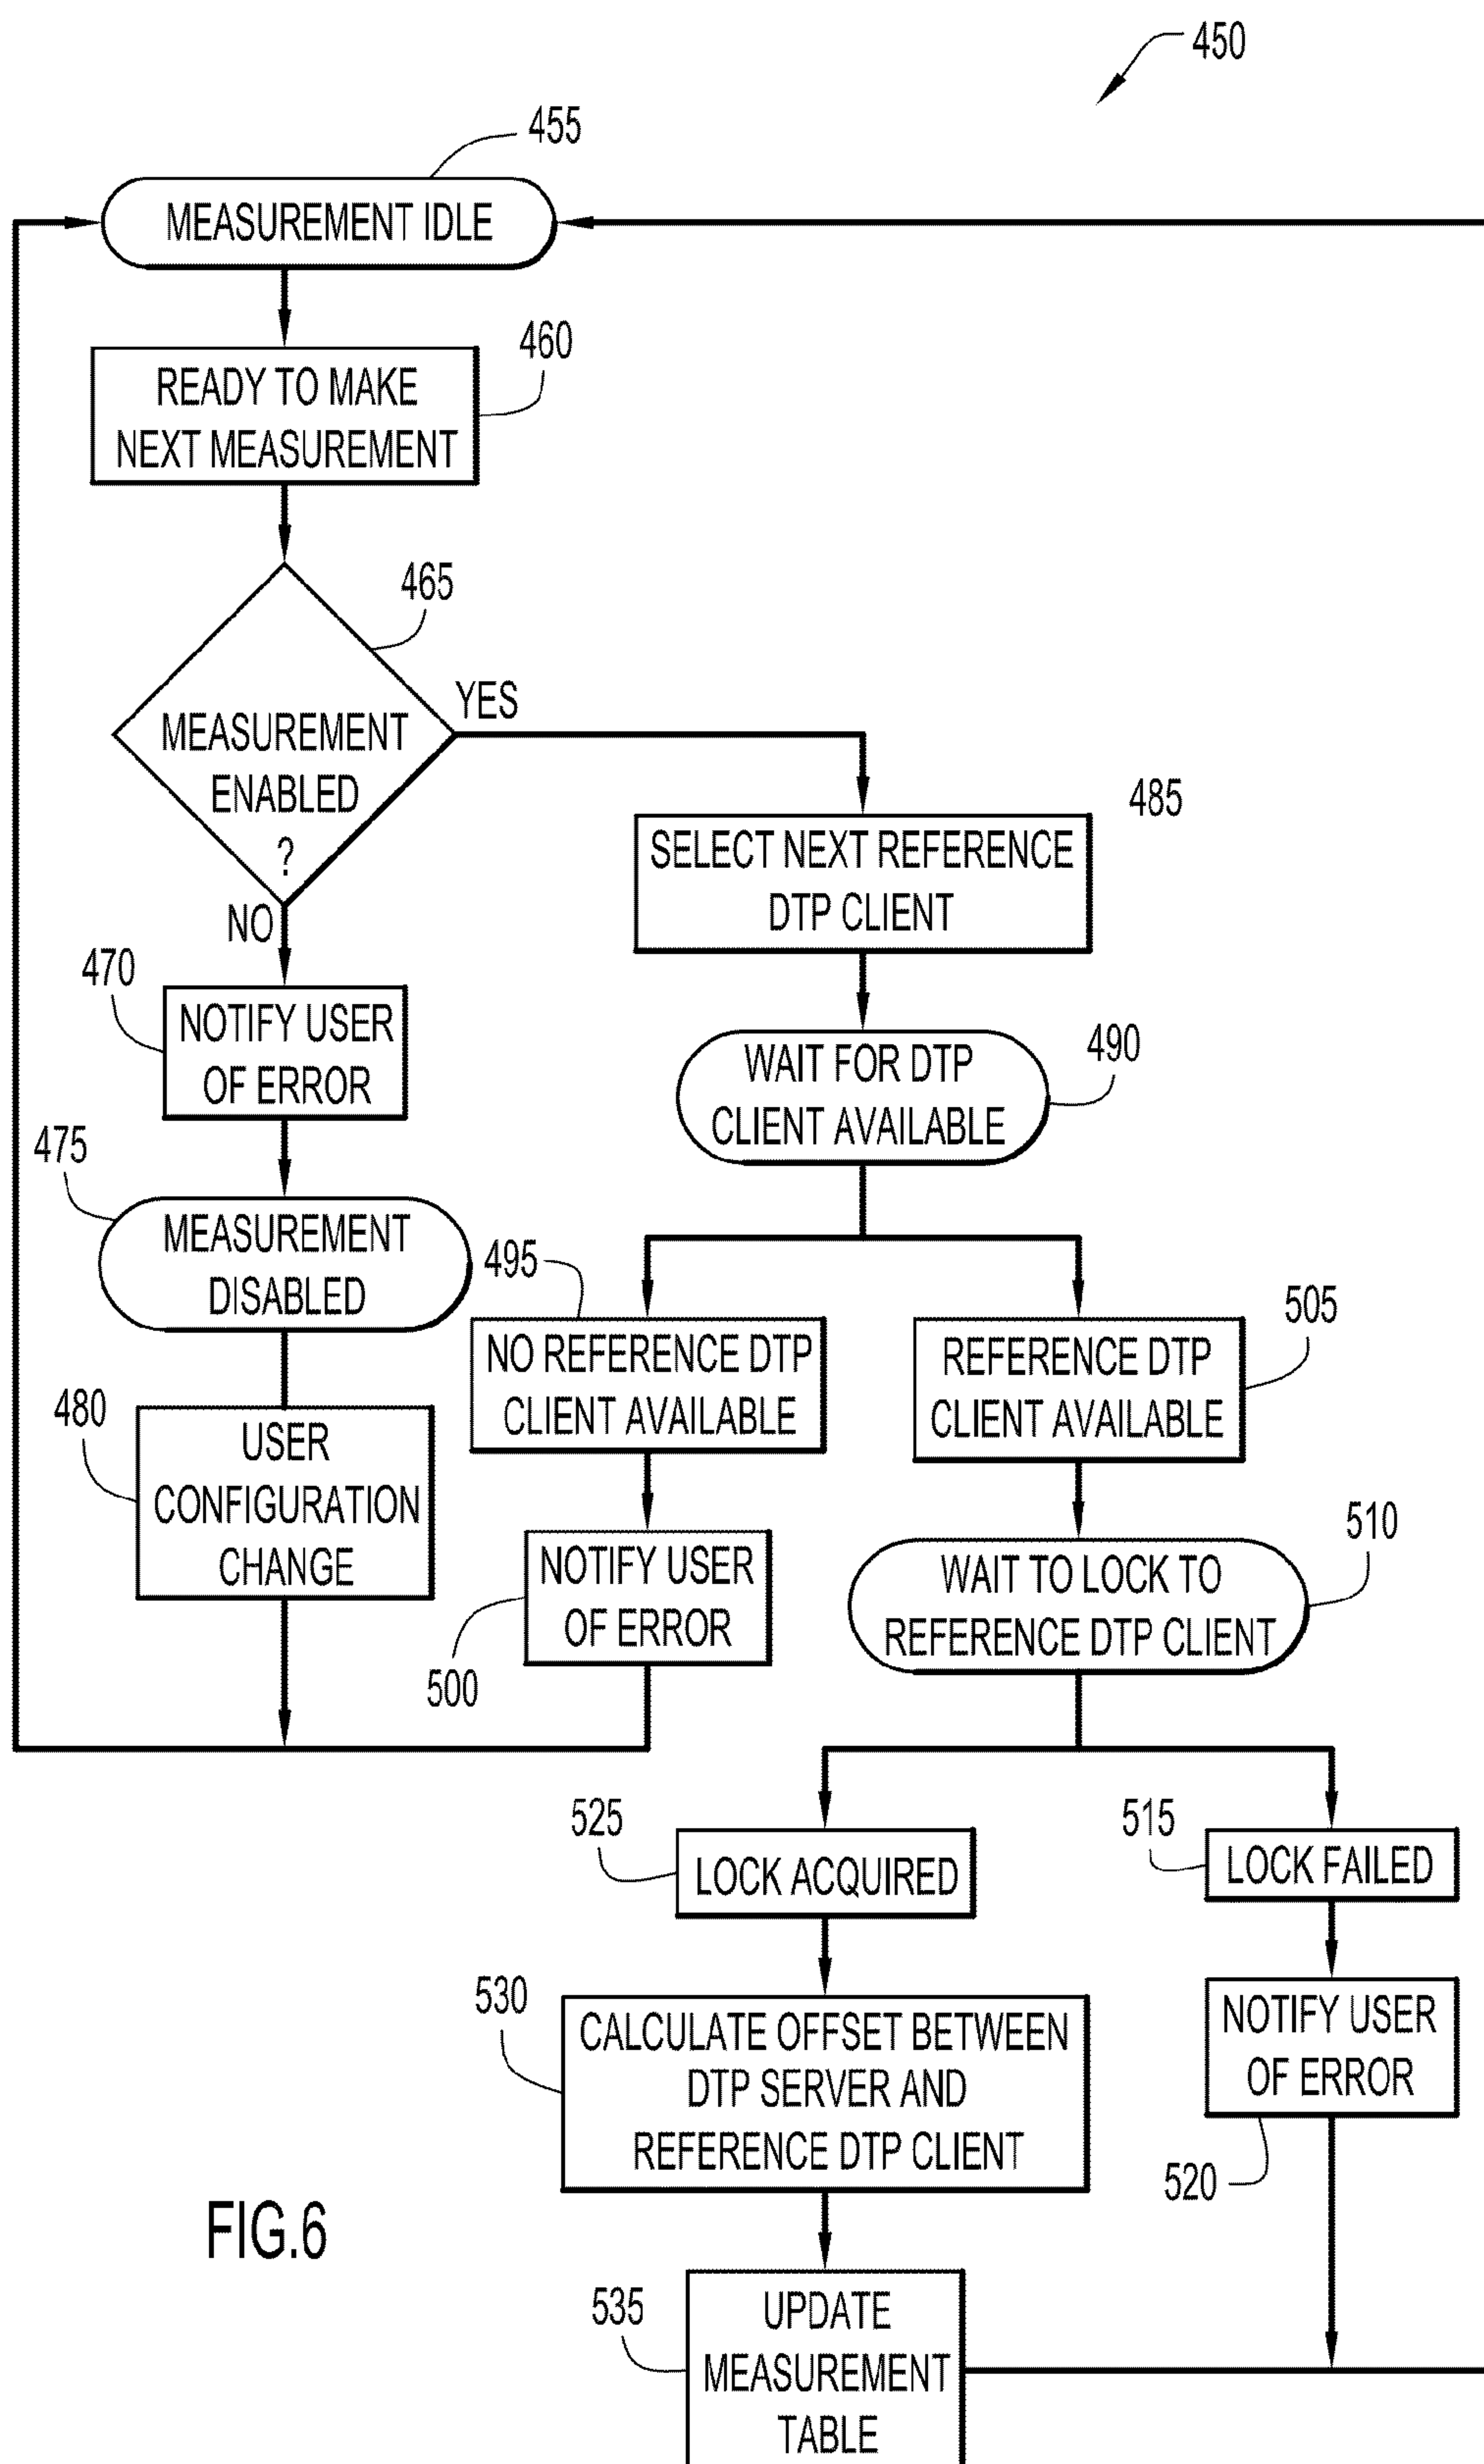 450
455
MEASUREMENT IDLE
460
READY TO MAKE
NEXT MEASUREMENT
465
MEASUREMENT
ENABLED
?
YES
NO
470
NOTIFY USER
OF ERROR
475
MEASUREMENT
DISABLED
480
USER
CONFIGURATION
CHANGE
485
SELECT NEXT REFERENCE
DTP CLIENT
490
WAIT FOR DTP
CLIENT AVAILABLE
495
NO REFERENCE DTP
CLIENT AVAILABLE
500
NOTIFY USER
OF ERROR
505
REFERENCE DTP
CLIENT AVAILABLE
510
WAIT TO LOCK TO
REFERENCE DTP CLIENT
525
LOCK ACQUIRED
515
LOCK FAILED
530
CALCULATE OFFSET BETWEEN
DTP SERVER AND
REFERENCE DTP CLIENT
NOTIFY USER
OF ERROR
520
535
UPDATE
MEASUREMENT
TABLE
FIG.6